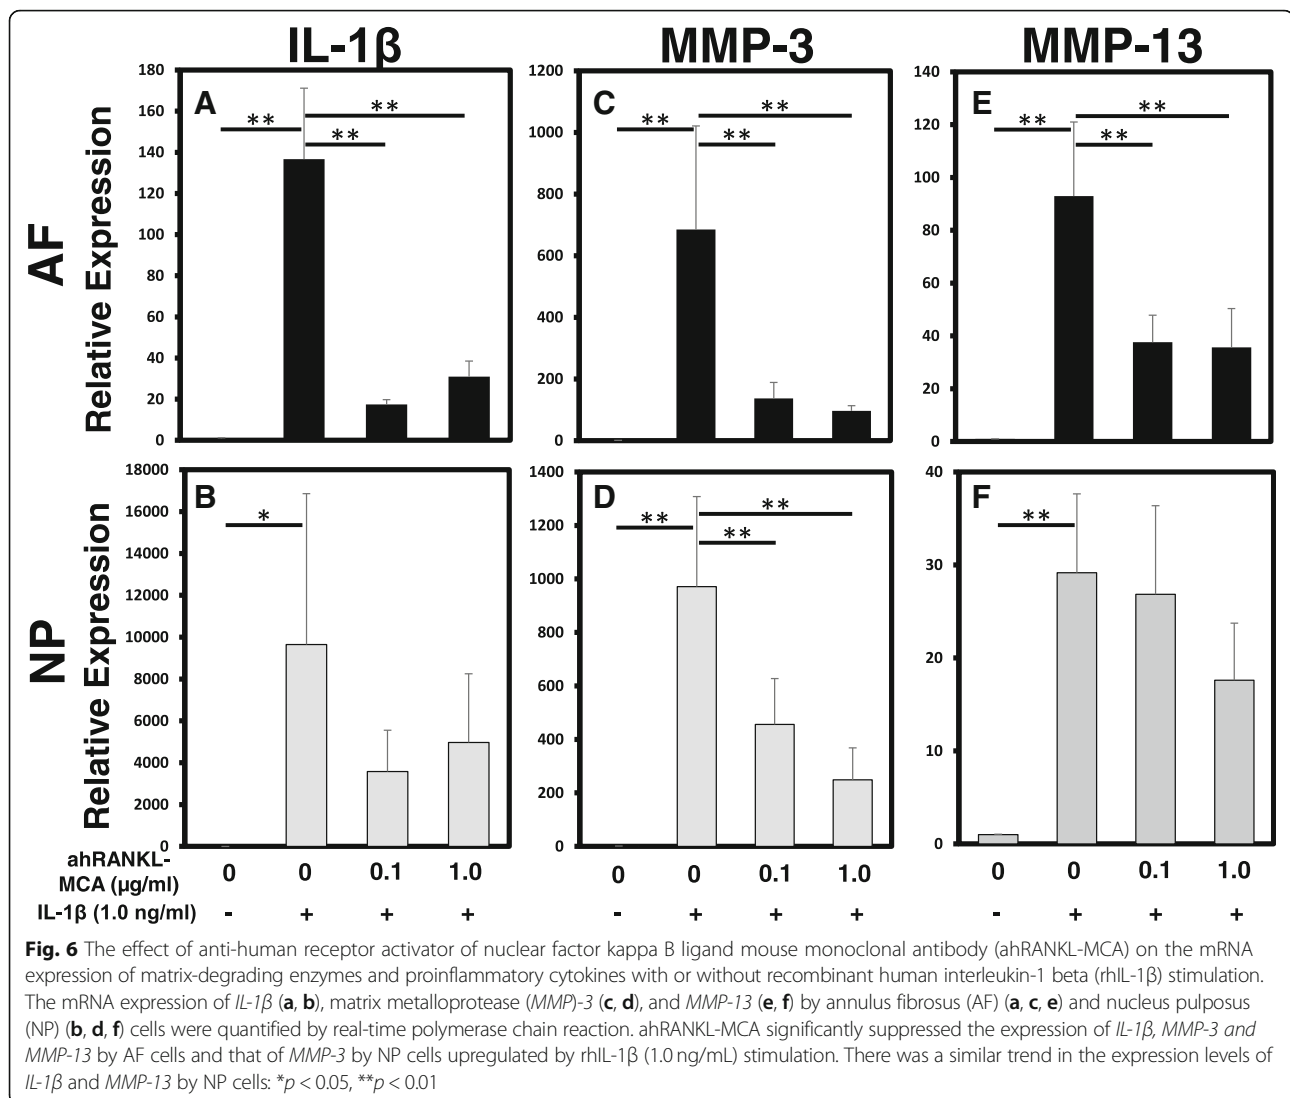 IL-1β MMP-3 MMP-13
AF
Relative Expression
A
180
160
140
120
100
80
60
40
20
0
** ** **
C
1200
1000
800
600
400
200
0
** ** **
E
140
120
100
80
60
40
20
0
** ** **
NP
Relative Expression
B
18000
16000
14000
12000
10000
8000
6000
4000
2000
0
*
D
1400
1200
1000
800
600
400
200
0
** ** **
F
40
30
20
10
0
**
ahRANKL-
MCA (µg/ml) 0 0 0.1 1.0 0 0 0.1 1.0 0 0 0.1 1.0
IL-1β (1.0 ng/ml) - + + + - + + + - + + +
Fig. 6 The effect of anti-human receptor activator of nuclear factor kappa B ligand mouse monoclonal antibody (ahRANKL-MCA) on the mRNA
expression of matrix-degrading enzymes and proinflammatory cytokines with or without recombinant human interleukin-1 beta (rhIL-1β) stimulation.
The mRNA expression of IL-1β (a, b), matrix metalloprotease (MMP)-3 (c, d), and MMP-13 (e, f) by annulus fibrosus (AF) (a, c, e) and nucleus pulposus
(NP) (b, d, f) cells were quantified by real-time polymerase chain reaction. ahRANKL-MCA significantly suppressed the expression of IL-1β, MMP-3 and
MMP-13 by AF cells and that of MMP-3 by NP cells upregulated by rhIL-1β (1.0 ng/mL) stimulation. There was a similar trend in the expression levels of
IL-1β and MMP-13 by NP cells: *p < 0.05, **p < 0.01